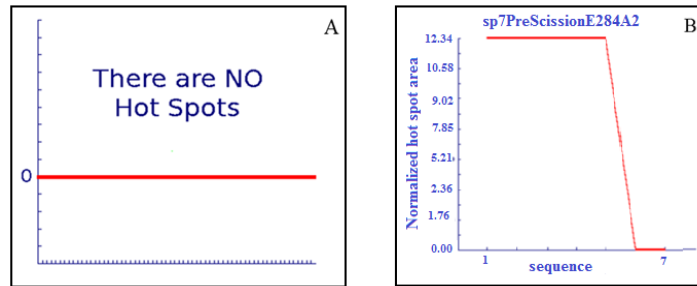 A
There are NO
Hot Spots
0
B
sp7PreScissionE284A2
Normalized hot spot area
12.34
10.58
9.02
7.85
5.21
2.36
1.76
0.00
1
7
sequence